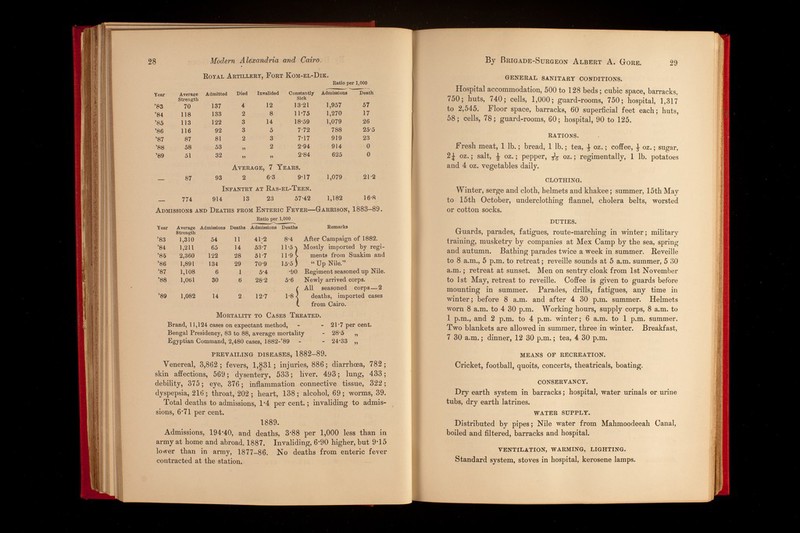 28 Modern Alexandria and Cairo.
Royal Artillery, Fort Kom-el-Dik.
Ratio per 1,000
Year Average Strength Admitted Died Invalided Constantly Sick Admissions Death
'83 70 137 4 12 13·21 1,957 57
'84 118 133 2 8 11·75 1,270 17
'85 113 122 3 14 18·59 1,079 26
'86 116 92 3 5 7·72 788 25·5
'87 87 81 2 3 7·17 919 23
'88 58 53 „ 2 2·94 914 0
'89 51 32 „ „ 2·84 625 0
Average, 7 Years.
— 87 93 2 6·3 9·17 1,079 21·2
Infantry at Ras-el-Teen.
— 774 914 13 23 57·42 1,182 16·8
Admissions and Deaths from Enteric Fever—Garrison, 1883-89.
Ratio per 1,000
Year Average Strength Admissions Deaths Admissions Deaths Remarks
'83 1,310 54 11 41·2 8·4 After Campaign of 1882.
'84 1,211 65 14 53·7 11·5 Mostly imported by regi-
'85 2,360 122 28 51·7 11·9 ments from Suakim and
'86 1,891 134 29 70·9 15·5 “Up Nile.”
'87 1,108 6 1 5·4 ·90 Regiment seasoned up Nile.
'88 1,061 30 6 28·2 5·6 Newly arrived corps.
All seasoned corps—2
'89 1,062 14 2 12·7 1·8 deaths, imported cases
from Cairo.
Mortality to Cases Treated.
Brand, 11,124 cases on expectant method, - - 21·7 per cent.
Bengal Presidency, 85 to 88, average mortality - 28·5 „
Egyptian Command, 2,480 cases, 1882-'89 - - 24·33 „
PREVAILING DISEASES, 1882–89.
Venereal, 3,862; fevers, 1,831; injuries, 886; diarrhœa, 782;
skin affections, 569; dysentery, 533; liver, 493; lung, 433;
debility, 375; eye, 376; inflammation connective tissue, 322;
dyspepsia, 216; throat, 202; heart, 138; alcohol, 69; worms, 39.
Total deaths to admissions, 1·4 per cent.; invaliding to admis-
sions, 6·71 per cent.
1889.
Admissions, 194·40, and deaths, 3·88 per 1,000 less than in
army at home and abroad, 1887. Invaliding, 6·90 higher, but 9·15
lower than in army, 1877–86. No deaths from enteric fever
contracted at the station.
By Brigade-Surgeon Albert A. Gore. 29
GENERAL SANITARY CONDITIONS.
Hospital accommodation, 500 to 128 beds; cubic space, barracks,
750; huts, 740; cells, 1,000; guard-rooms, 750; hospital, 1,317
to 2,545. Floor space, barracks, 60 superficial feet each; huts,
58; cells, 78; guard-rooms, 60; hospital, 90 to 125.
RATIONS.
Fresh meat, 1 lb.; bread, 1 lb.; tea, oz.; coffee, oz.; sugar,
oz.; salt, oz.; pepper, oz.; regimentally, 1 lb. potatoes
and 4 oz. vegetables daily.
CLOTHING.
Winter, serge and cloth, helmets and khakee; summer, 15th May
to 15th October, underclothing flannel, cholera belts, worsted
or cotton socks.
DUTIES.
Guards, parades, fatigues, route-marching in winter; military
training, musketry by companies at Mex Camp by the sea, spring
and autumn. Bathing parades twice a week in summer. Reveille
to 8 a.m., 5 p.m. to retreat; reveille sounds at 5 a.m. summer, 5 30
a.m.; retreat at sunset. Men on sentry cloak from 1st November
to 1st May, retreat to reveille. Coffee is given to guards before
mounting in summer. Parades, drills, fatigues, any time in
winter; before 8 a.m. and after 4 30 p.m. summer. Helmets
worn 8 a.m. to 4 30 p.m. Working hours, supply corps, 8 a.m. to
1 p.m., and 2 p.m. to 4 p.m. winter; 6 a.m. to 1 p.m. summer.
Two blankets are allowed in summer, three in winter. Breakfast,
7 30 a.m.; dinner, 12 30 p.m.; tea, 4 30 p.m.
MEANS OF RECREATION.
Cricket, football, quoits, concerts, theatricals, boating.
CONSERVANCY.
Dry earth system in barracks; hospital, water urinals or urine
tubs, dry earth latrines.
WATER SUPPLY.
Distributed by pipes; Nile water from Mahmoodeeah Canal,
boiled and filtered, barracks and hospital.
VENTILATION, WARMING, LIGHTING.
Standard system, stoves in hospital, kerosene lamps.